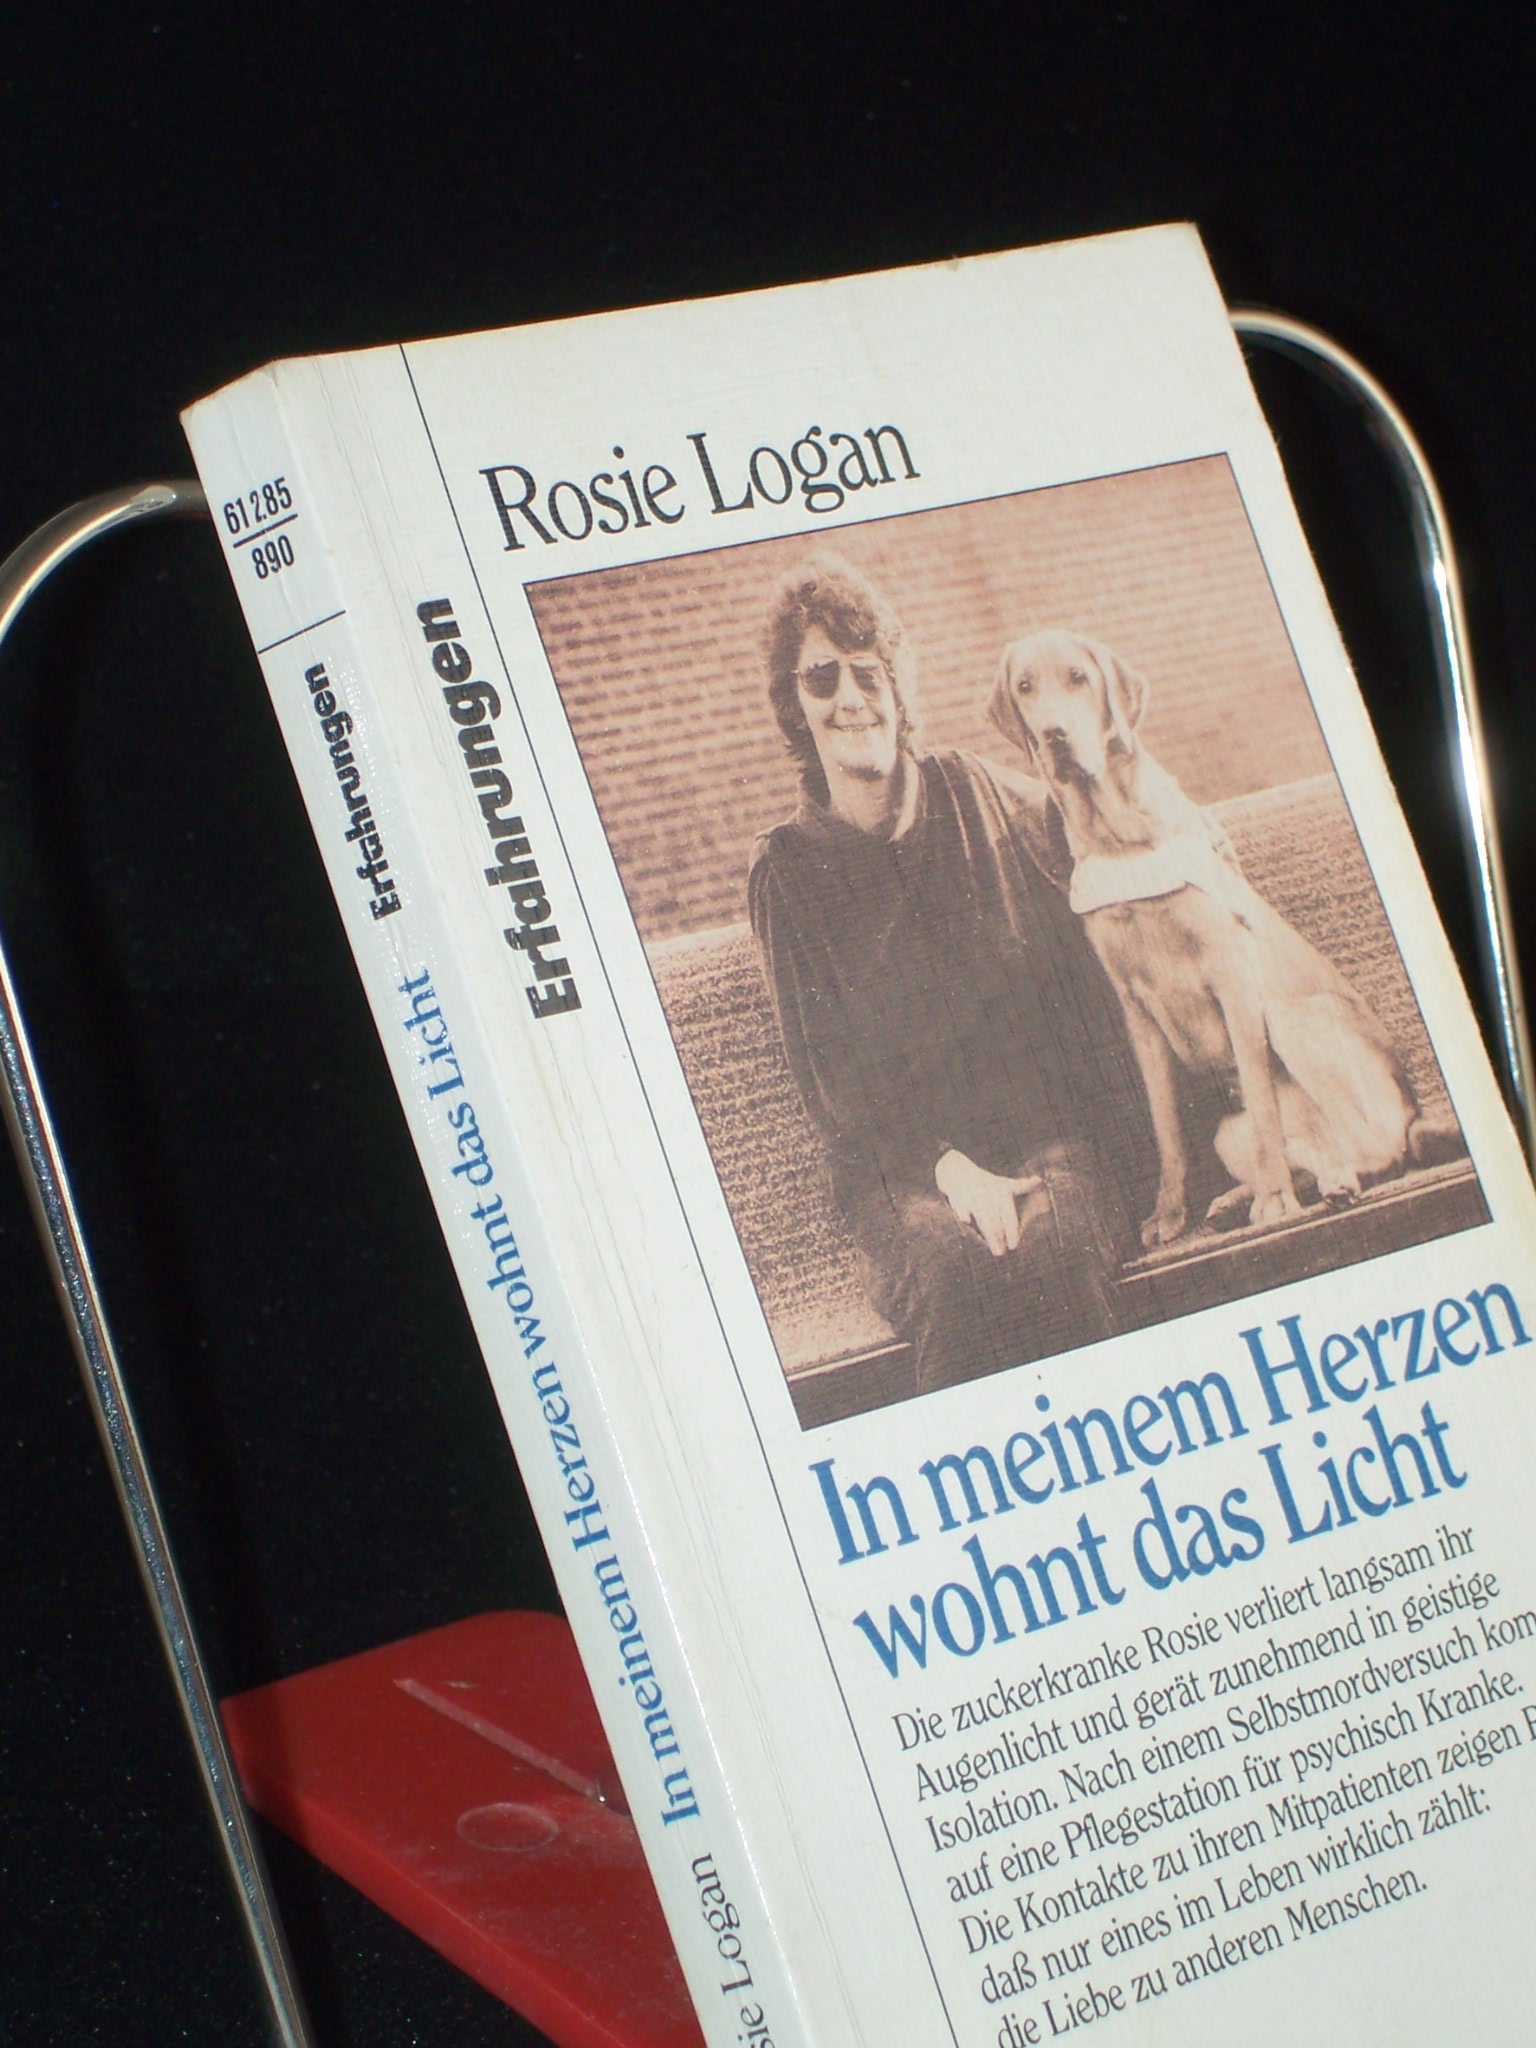 61 285
890
Erfahrungen
In meinem Herzen wohnt das Licht
Logan
Erfahrungen
Rosie Logan
In meinem Herzen
wohnt das Licht
Die zuckerkranke Rosie verliert langsam ihr
Augenlicht und gerät zunehmend in geistige
Isolation. Nach einem Selbstmordversuch kom
auf eine Pflegestation für psychisch Kranke.
Die Kontakte zu ihren Mitpatienten zeigen
daß nur eines im Leben wirklich zählt:
die Liebe zu anderen Menschen.